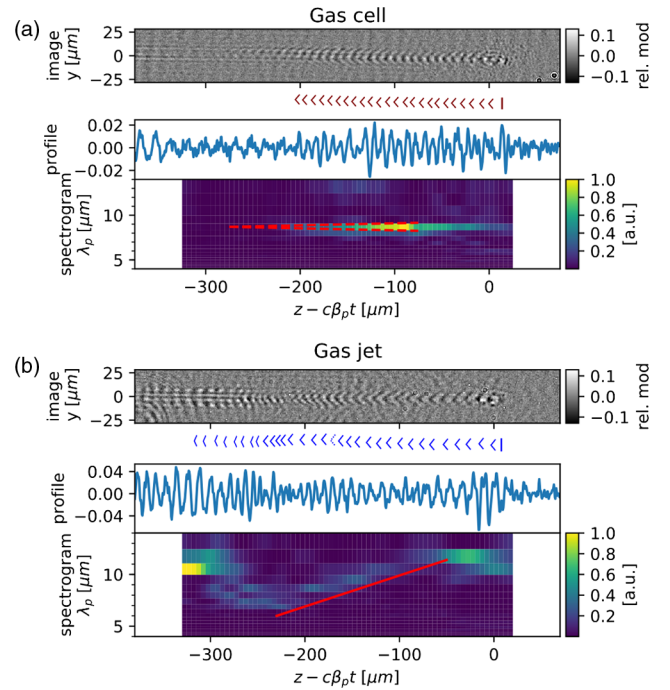 (a)
Gas cell
image
y [μm]
25
0
−25
0.1
0.0
−0.1
rel. mod
profile
0.02
0.00
−0.02
spectrogram
λp [μm]
10
5
1.0
0.8
0.6
0.4
0.2
[a.u.]
−300
−200
−100
0
z − cβpt [μm]
(b)
Gas jet
image
y [μm]
25
0
−25
0.1
0.0
−0.1
rel. mod
profile
0.04
0.00
−0.04
spectrogram
λp [μm]
10
5
1.0
0.8
0.6
0.4
0.2
[a.u.]
−300
−200
−100
0
z − cβpt [μm]